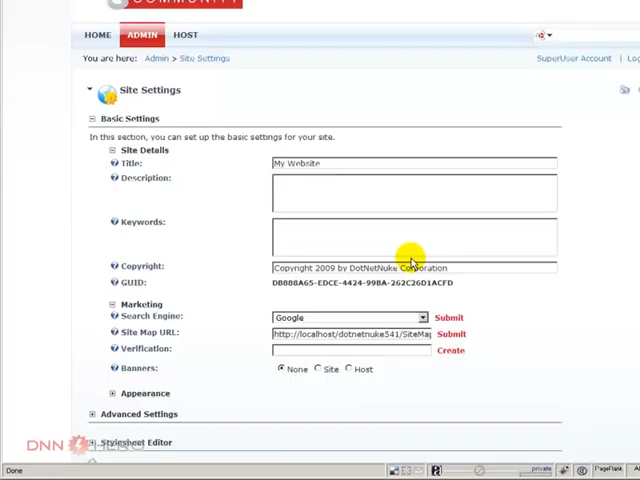 COMMUNITY
HOME ADMIN HOST
You are here: Admin > Site Settings SuperUser Account
Site Settings
Basic Settings
In this section, you can set up the basic settings for your site.
Site Details
Title: My Website
Description:
Keywords:
Copyright: Copyright 2009 by DotNetNuke Corporation
GUID: DB888A65-EDCE-4424-99BA-262C26D1ACFD
Marketing
Search Engine: Google Submit
Site Map URL: http://localhost/dotnetnuke541/SiteMap Submit
Verification: Create
Banners: None Site Host
Appearance
Advanced Settings
Stylesheet Editor
DNN HERO
Done private PageRank